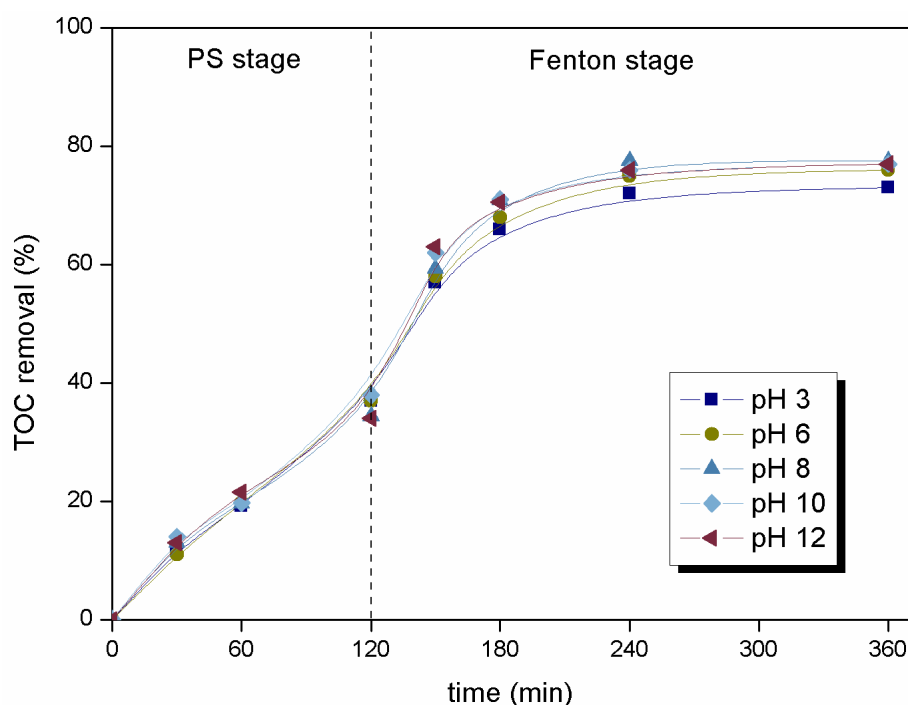 100
80
60
40
20
0
TOC removal (%)
PS stage
Fenton stage
pH 3
pH 6
pH 8
pH 10
pH 12
0 60 120 180 240 300 360
time (min)